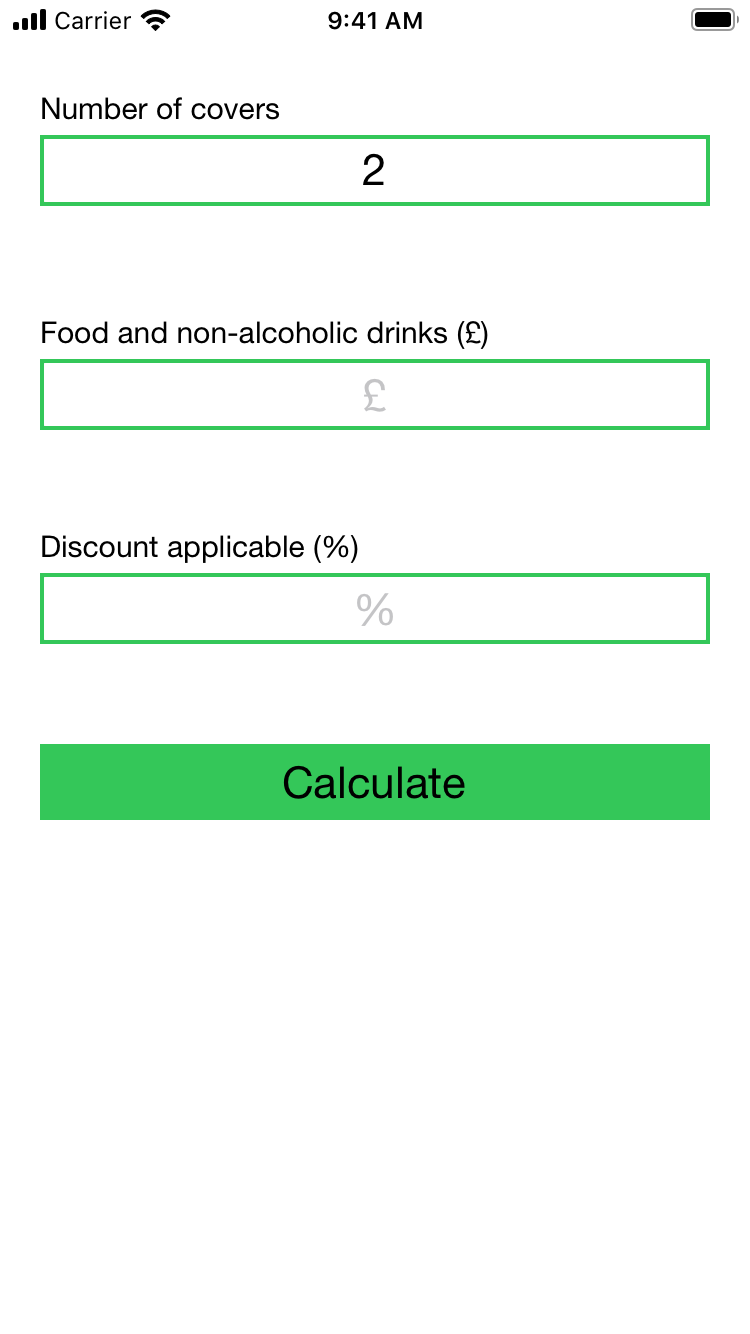 Carrier 9:41 AM
Number of covers
2
Food and non-alcoholic drinks (£)
£
Discount applicable (%)
%
Calculate